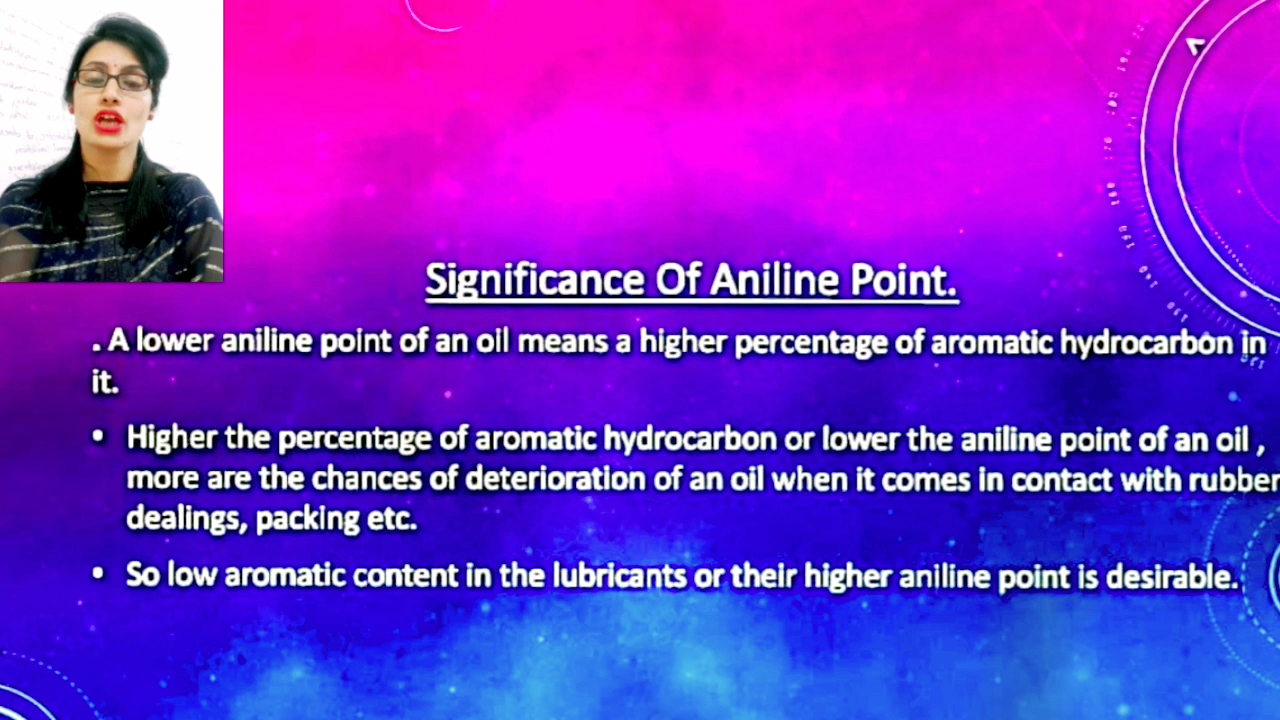 Significance Of Aniline Point.
. A lower aniline point of an oil means a higher percentage of aromatic hydrocarbon in
it.
• Higher the percentage of aromatic hydrocarbon or lower the aniline point of an oil ,
more are the chances of deterioration of an oil when it comes in contact with rubber
dealings, packing etc.
• So low aromatic content in the lubricants or their higher aniline point is desirable.